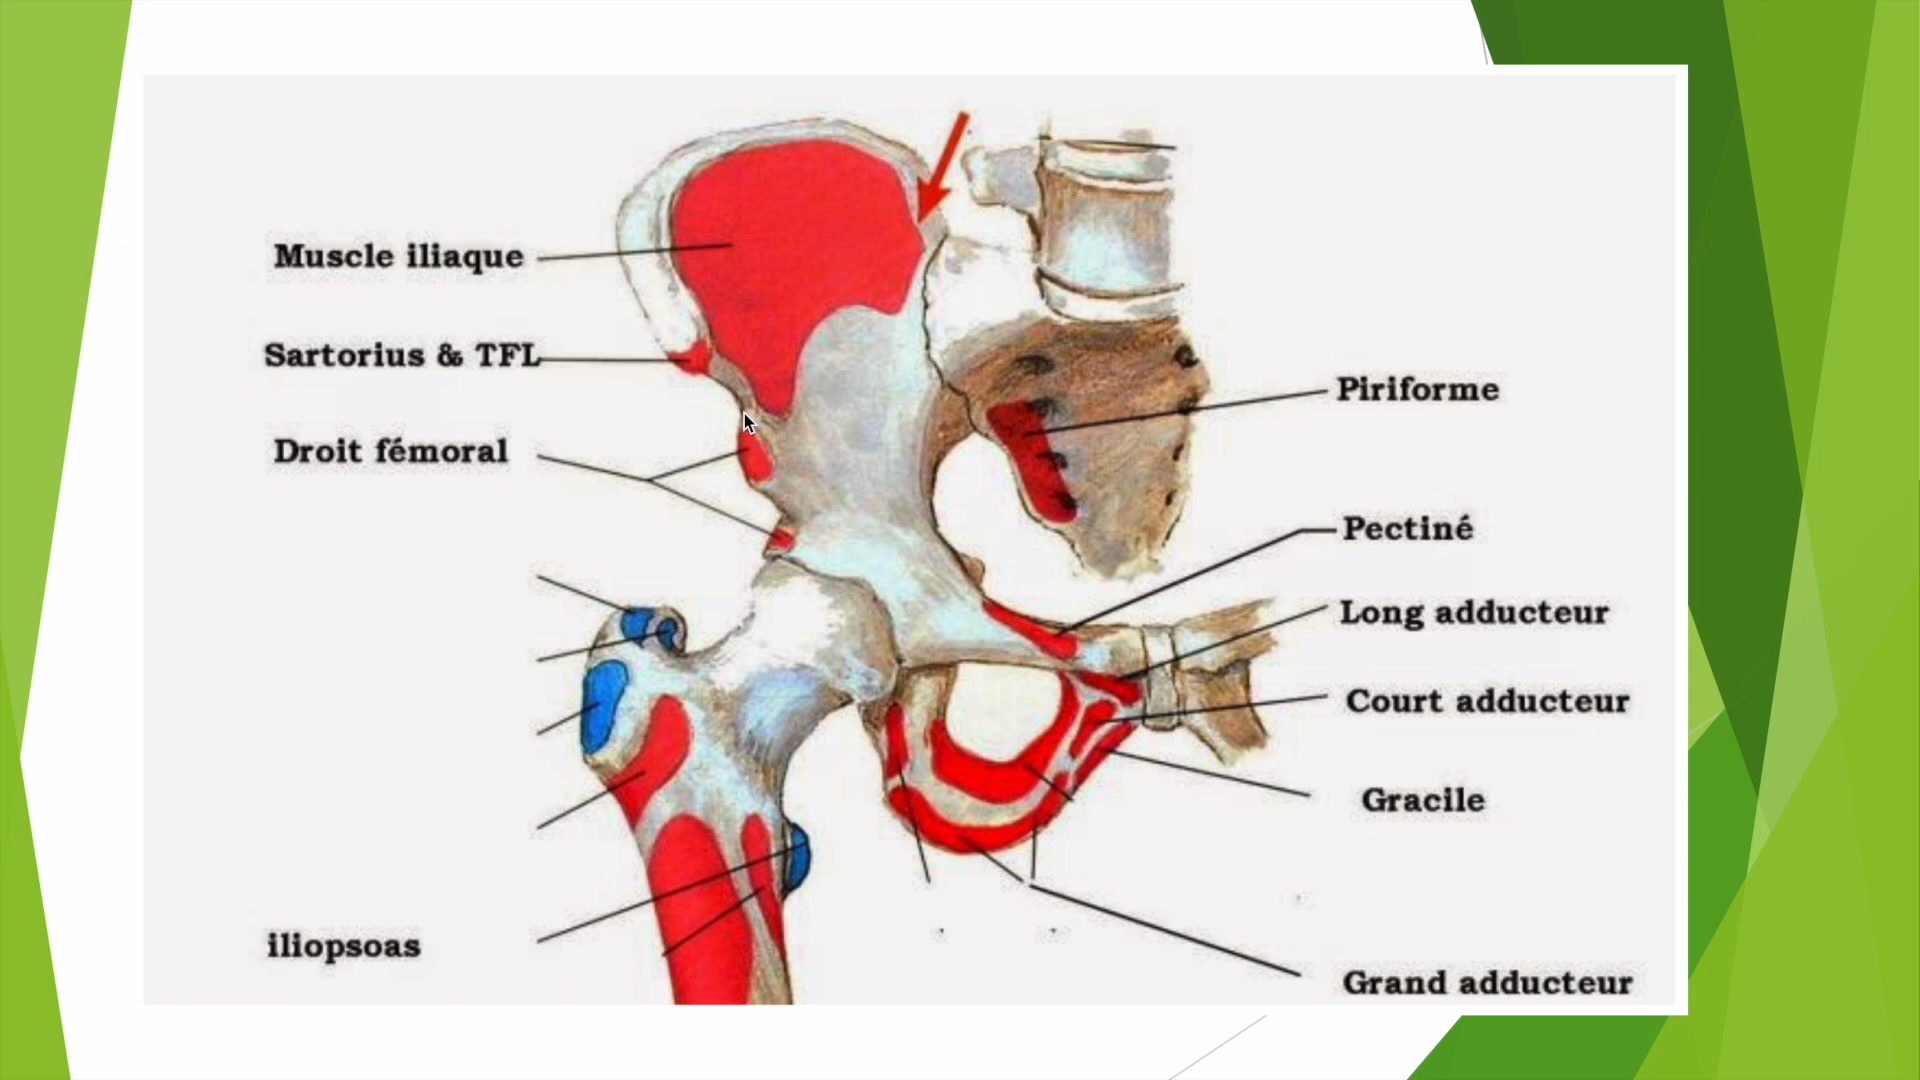 Muscle iliaque
Sartorius & TFL
Droit fémoral
iliopsoas
Piriforme
Pectiné
Long adducteur
Court adducteur
Gracile
Grand adducteur